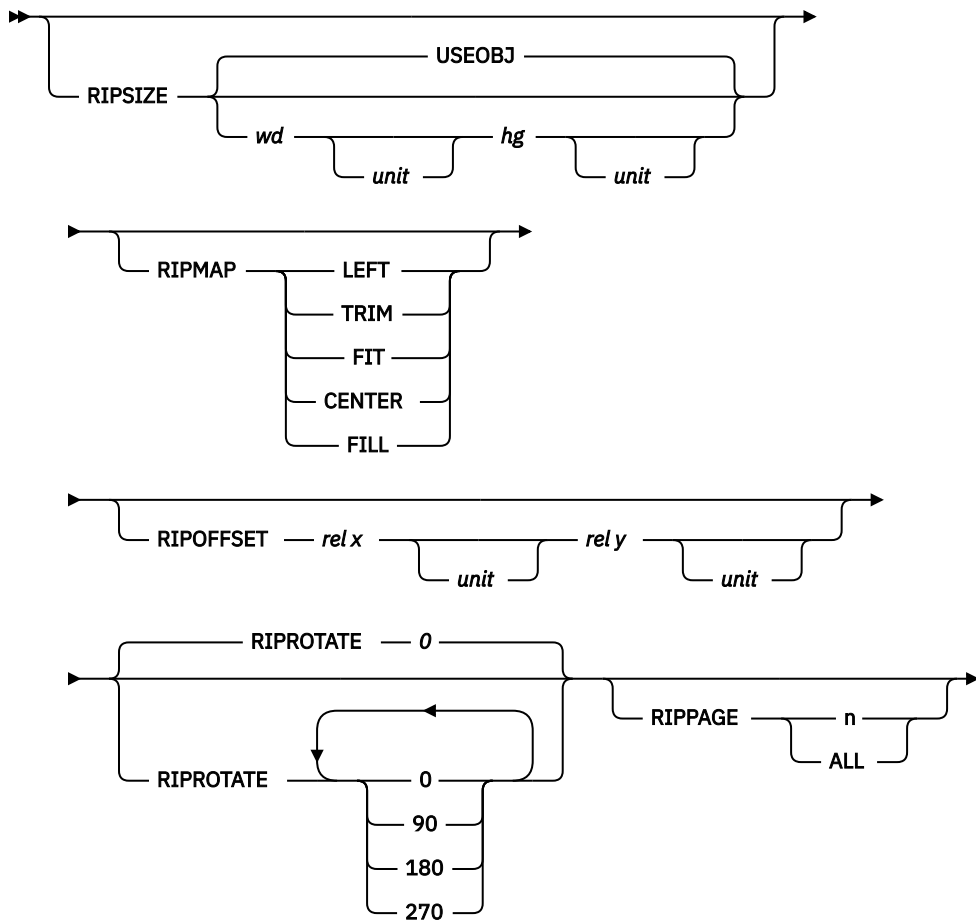 USEOBJ
RIPSIZE
wd hg
unit unit
RIPMAP LEFT
TRIM
FIT
CENTER
FILL
RIPOFFSET rel x rel y
unit unit
RIPROTATE 0
RIPPAGE n
ALL
RIPROTATE 0
90
180
270